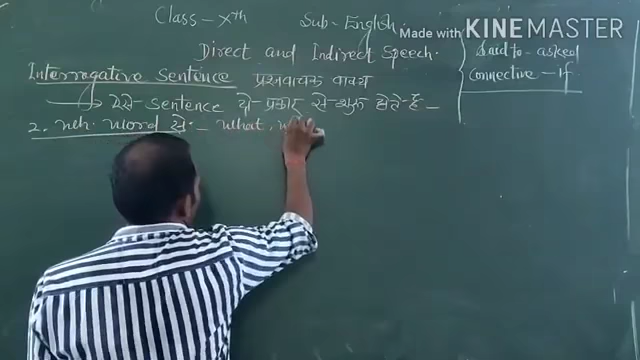 Class - Xth Sub - English.
Made with KINEMASTER
Direct and Indirect Speech.
Said to - asked
connective - if
Interrogative Sentence प्रश्नवाचक वाक्य
→ ऐसे Sentence दो प्रकार से शुरू होते हैं -
2. Wh. word से - What, w